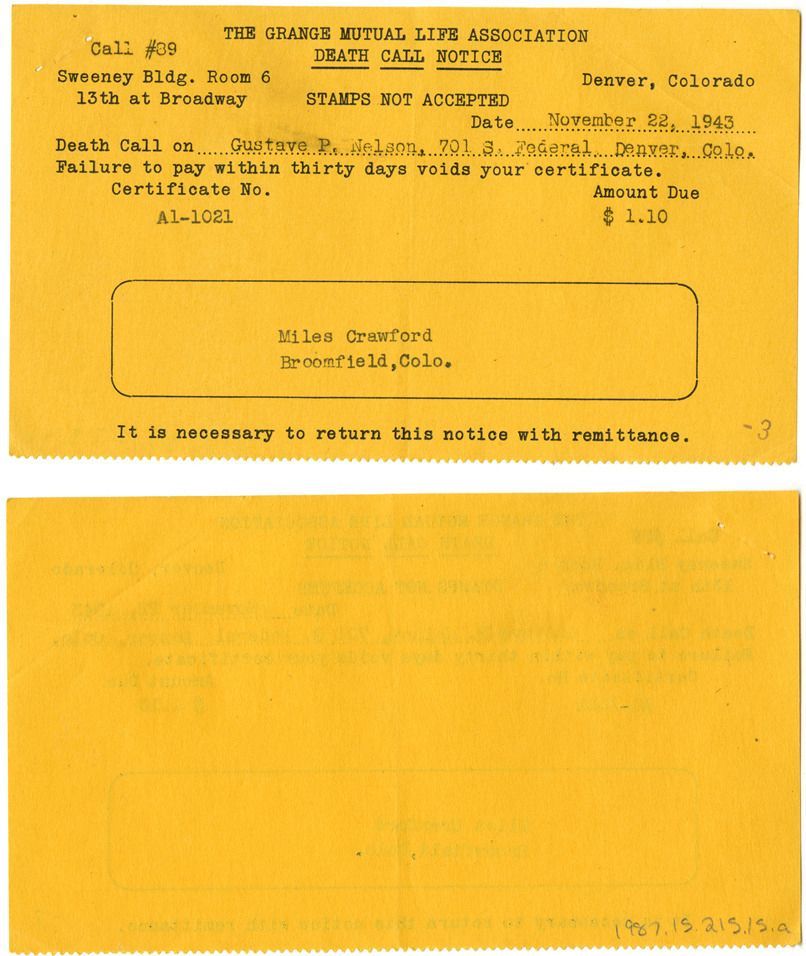 THE GRANGE MUTUAL LIFE ASSOCIATION
Call #89
DEATH CALL NOTICE
Sweeney Bldg. Room 6 Denver, Colorado
13th at Broadway STAMPS NOT ACCEPTED
Date November 22, 1943
Death Call on Gustave P. Nelson, 701 S. Federal, Denver, Colo.
Failure to pay within thirty days voids your certificate.
Certificate No. Amount Due
A1-1021 $ 1.10
Miles Crawford
Broomfield,Colo.
It is necessary to return this notice with remittance.
-3
1987.15.215.15.a